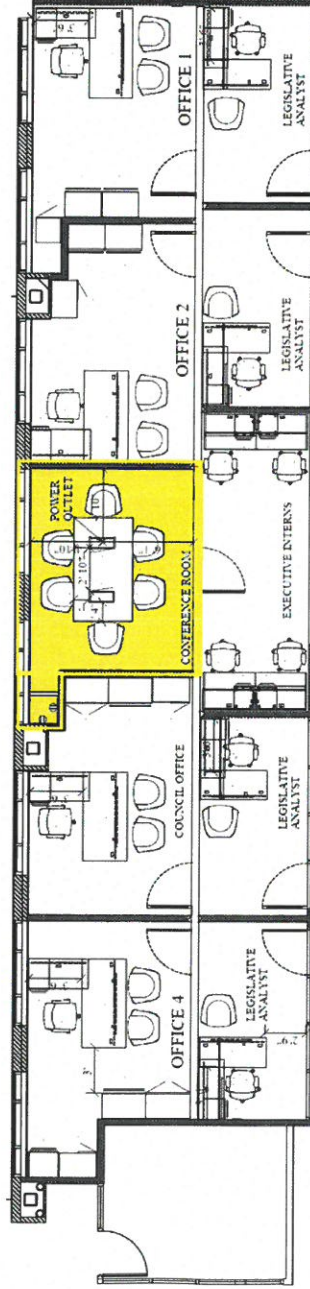 OFFICE 4
3'
COUNCIL OFFICE
CONFERENCE ROOM
POWER
OUTLET
OFFICE 2
OFFICE 1
LEGISLATIVE
ANALYST
LEGISLATIVE
ANALYST
EXECUTIVE INTERNS
LEGISLATIVE
ANALYST
LEGISLATIVE
ANALYST